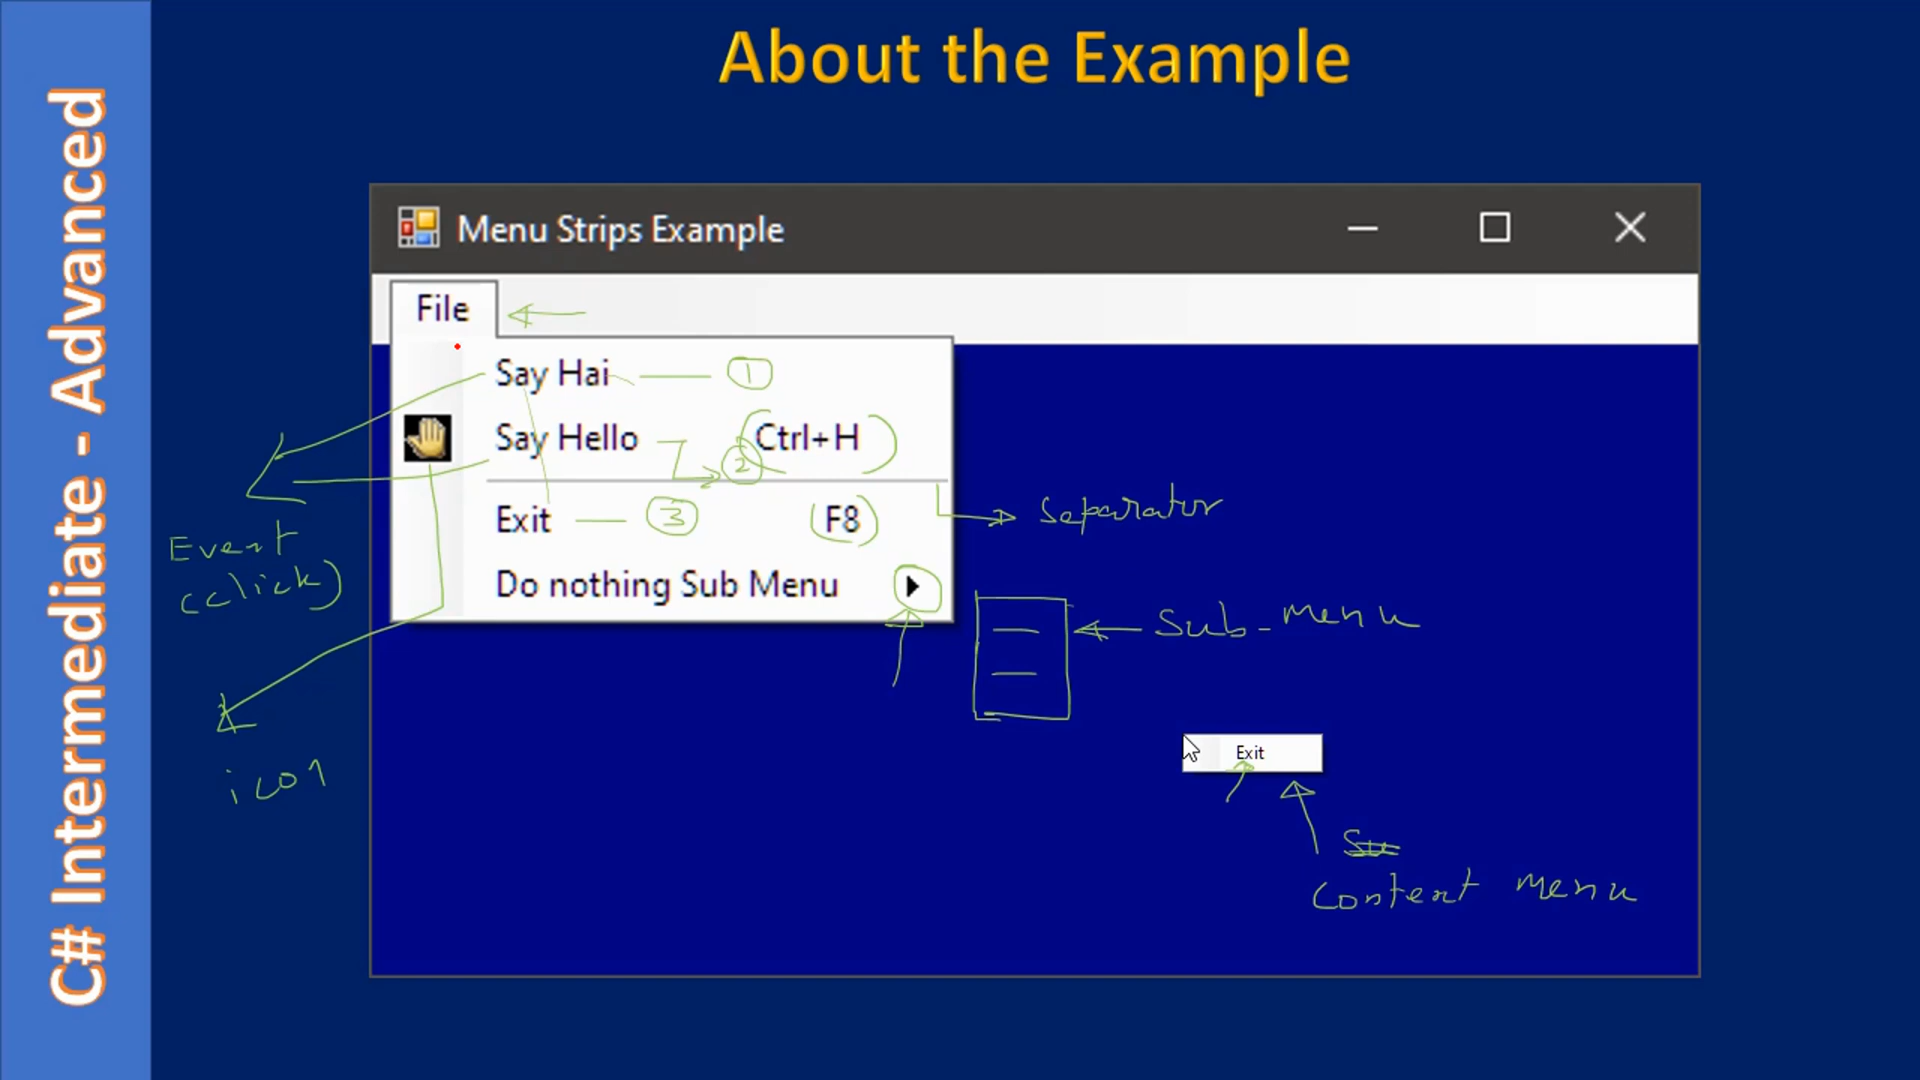 About the Example
C# Intermediate - Advanced
Menu Strips Example
File
Say Hai 1
Say Hello 2 Ctrl+H
Exit 3 F8
Separator
Do nothing Sub Menu
Event
(click)
Sub-menu
icon
Exit
Context menu